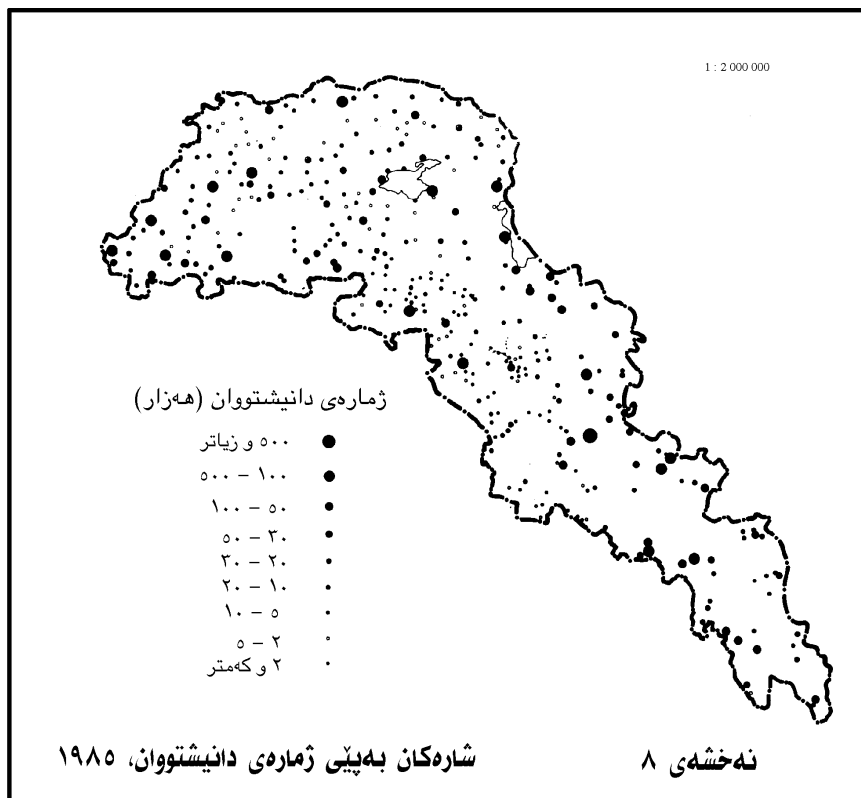 1 : 2 000 000
ژمارەی دانیشتووان (هەزار)
٥٠٠ و زیاتر
١٠٠ – ٥٠٠
٥٠ – ١٠٠
٣٠ – ٥٠
٢٠ – ٣٠
١٠ – ٢٠
٥ – ١٠
٢ – ٥
٢ و کەمتر
نەخشەی ٨
شارەکان بەپێی ژمارەی دانیشتووان، ١٩٨٥